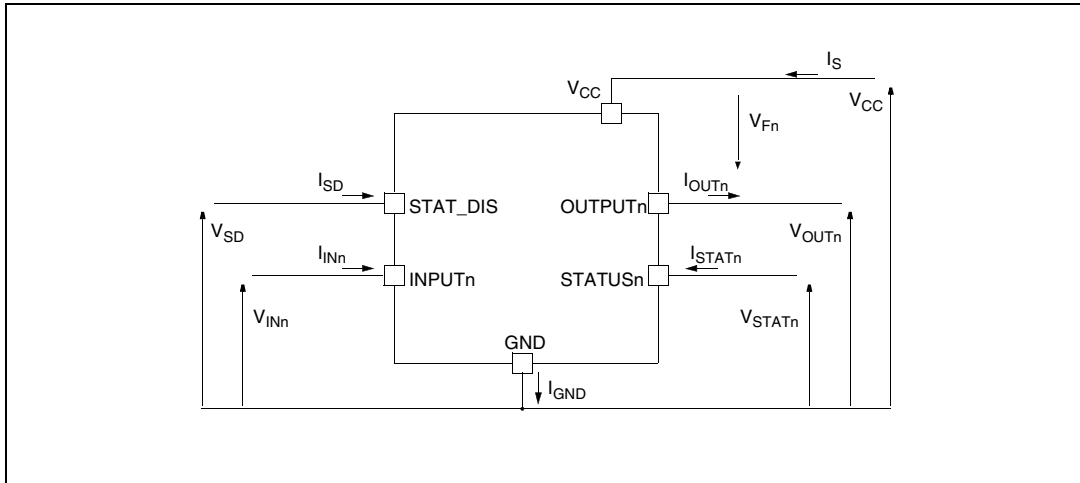 I_S
V_CC
V_CC
V_Fn
I_SD
I_OUTn
STAT_DIS
OUTPUTn
V_SD
V_OUTn
I_INn
I_STATn
INPUTn
STATUSn
V_INn
V_STATn
GND
I_GND